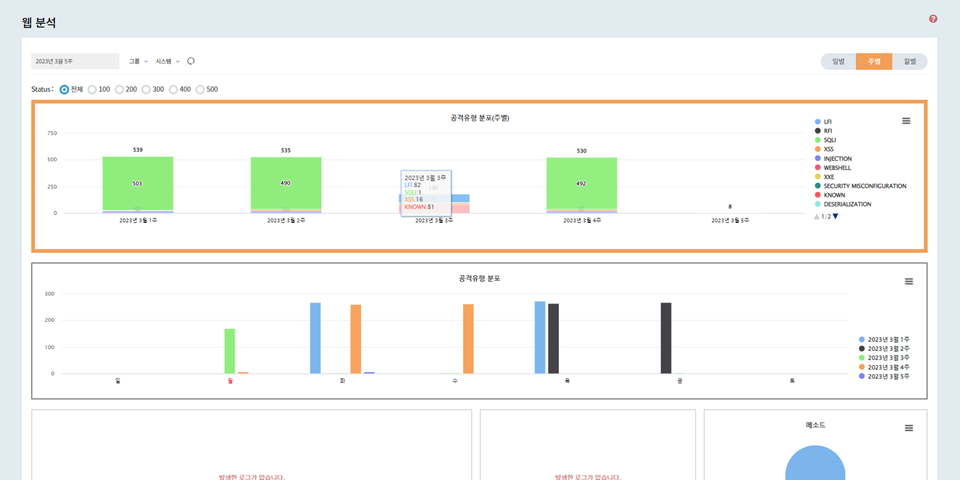 웹 분석
?
2023년 3월 5주
그룹
시스템
일별
주별
월별
Status :
전체
100
200
300
400
500
공격유형 분포(주별)
750
500
250
0
539
503
535
490
530
492
8
2023년 3월 3주
LFI:82
SQLI:1
XSS:16
KNOWN:81
2023년 3월 1주
2023년 3월 2주
2023년 3월 3주
2023년 3월 4주
2023년 3월 5주
LFI
RFI
SQLI
XSS
INJECTION
WEBSHELL
XXE
SECURITY MISCONFIGURATION
KNOWN
DESERIALIZATION
1/2
공격유형 분포
300
200
100
0
일
월
화
수
목
금
토
2023년 3월 1주
2023년 3월 2주
2023년 3월 3주
2023년 3월 4주
2023년 3월 5주
발생한 로그가 없습니다.
발생한 로그가 없습니다.
메소드